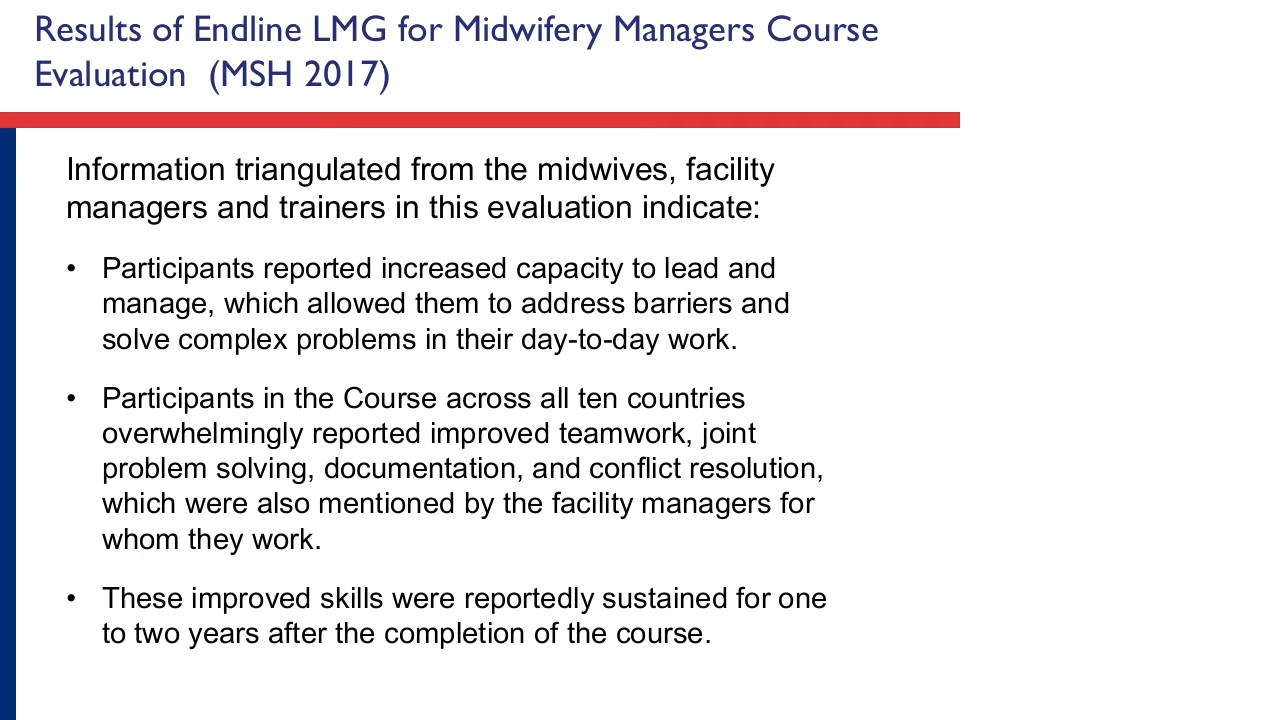 Results of Endline LMG for Midwifery Managers Course
Evaluation  (MSH 2017)
Information triangulated from the midwives, facility
managers and trainers in this evaluation indicate:
• Participants reported increased capacity to lead and
manage, which allowed them to address barriers and
solve complex problems in their day-to-day work.
• Participants in the Course across all ten countries
overwhelmingly reported improved teamwork, joint
problem solving, documentation, and conflict resolution,
which were also mentioned by the facility managers for
whom they work.
• These improved skills were reportedly sustained for one
to two years after the completion of the course.